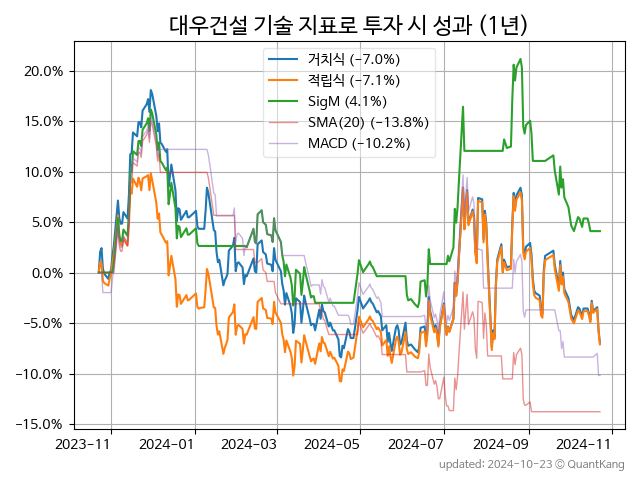 대우건설 기술 지표로 투자 시 성과 (1년)
거치식 (−7.0%)
적립식 (−7.1%)
SigM (4.1%)
SMA(20) (−13.8%)
MACD (−10.2%)
20.0%
15.0%
10.0%
5.0%
0.0%
−5.0%
−10.0%
−15.0%
2023-11 2024-01 2024-03 2024-05 2024-07 2024-09 2024-11
updated: 2024-10-23 ⓒ QuantKang